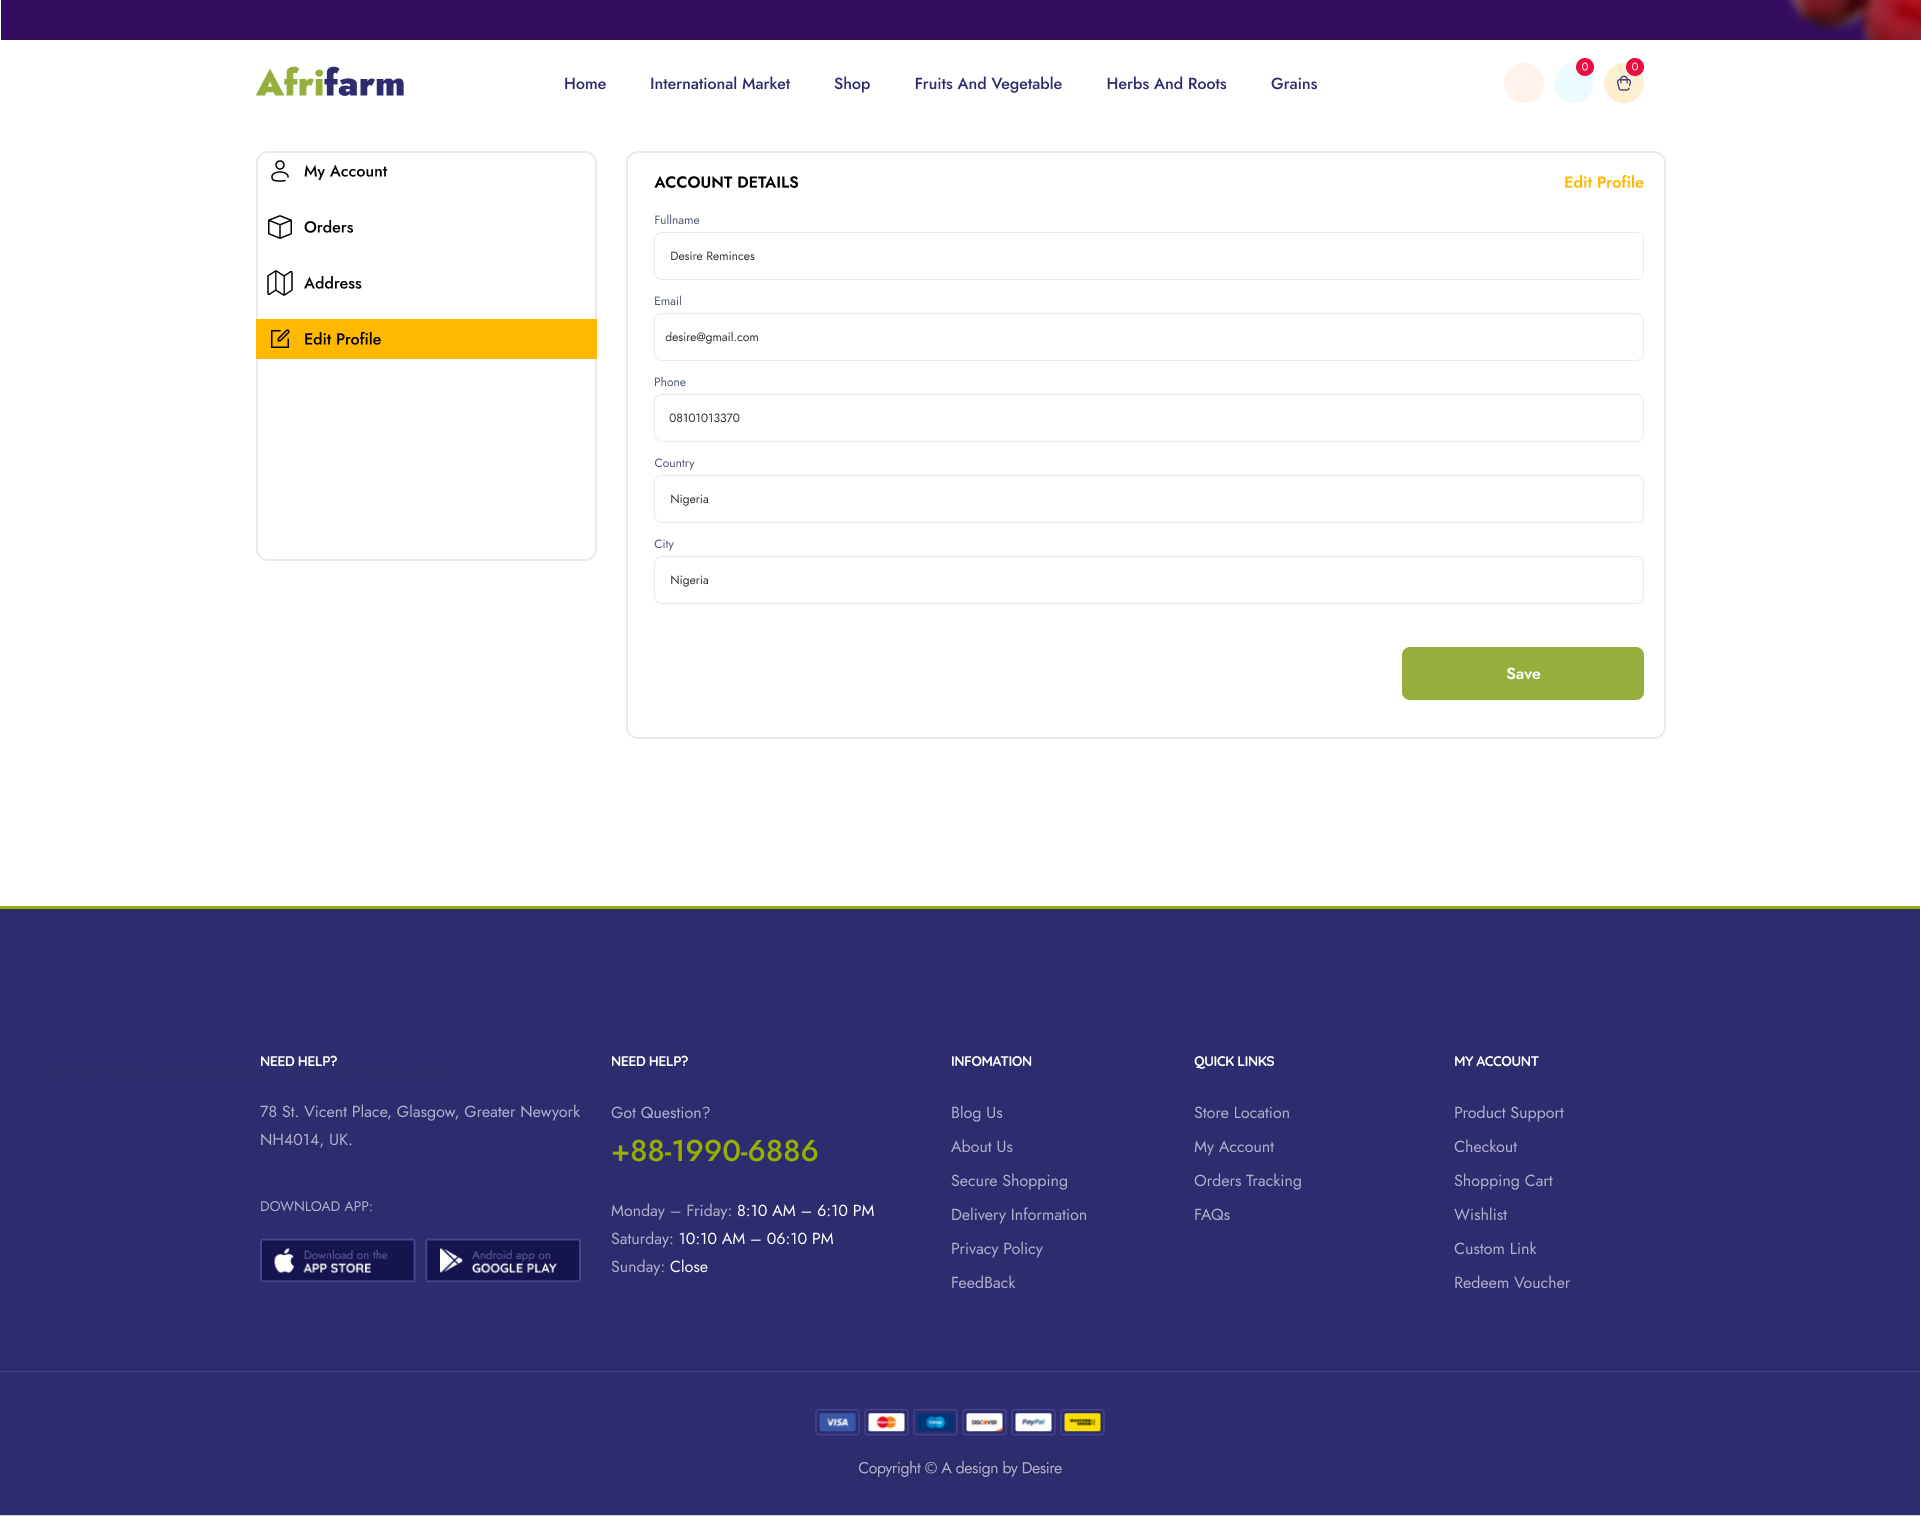 Afrifarm
Home International Market Shop Fruits And Vegetable Herbs And Roots Grains
0 0
My Account
Orders
Address
Edit Profile
ACCOUNT DETAILS Edit Profile
Fullname
Desire Reminces
Email
desire@gmail.com
Phone
08101013370
Country
Nigeria
City
Nigeria
Save
NEED HELP?
78 St. Vicent Place, Glasgow, Greater Newyork
NH4014, UK.
DOWNLOAD APP:
Download on the
APP STORE
Android app on
GOOGLE PLAY
NEED HELP?
Got Question?
+88-1990-6886
Monday – Friday: 8:10 AM – 6:10 PM
Saturday: 10:10 AM – 06:10 PM
Sunday: Close
INFOMATION
Blog Us
About Us
Secure Shopping
Delivery Information
Privacy Policy
FeedBack
QUICK LINKS
Store Location
My Account
Orders Tracking
FAQs
MY ACCOUNT
Product Support
Checkout
Shopping Cart
Wishlist
Custom Link
Redeem Voucher
VISA DISCOVER PayPal
Copyright © A design by Desire